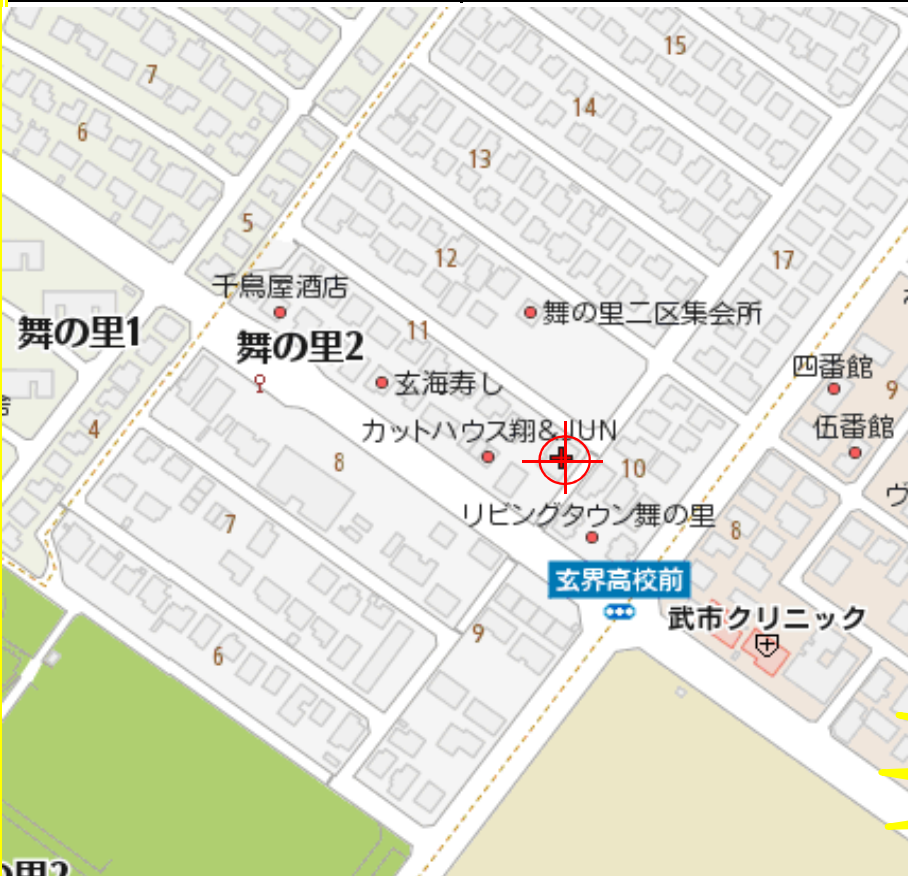 15
7
14
6
13
5
12
17
千鳥屋酒店
舞の里二区集会所
舞の里1
舞の里2
11
四番館
玄海寿し
9
4
カットハウス翔&JUN
伍番館
8
10
ヴ
リビングタウン舞の里
7
8
玄界高校前
武市クリニック
9
6